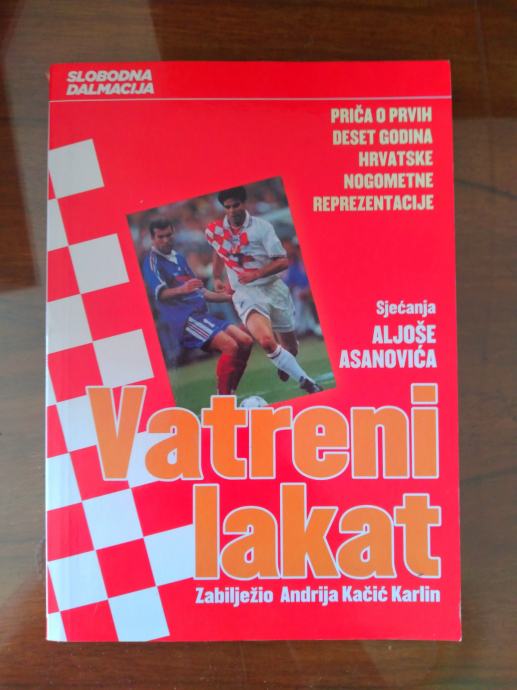 SLOBODNA
DALMACIJA
PRIČA O PRVIH
DESET GODINA
HRVATSKE
NOGOMETNE
REPREZENTACIJE
Sjećanja
ALJOŠE
ASANOVIĆA
Vatreni
lakat
Zabilježio Andrija Kačić Karlin